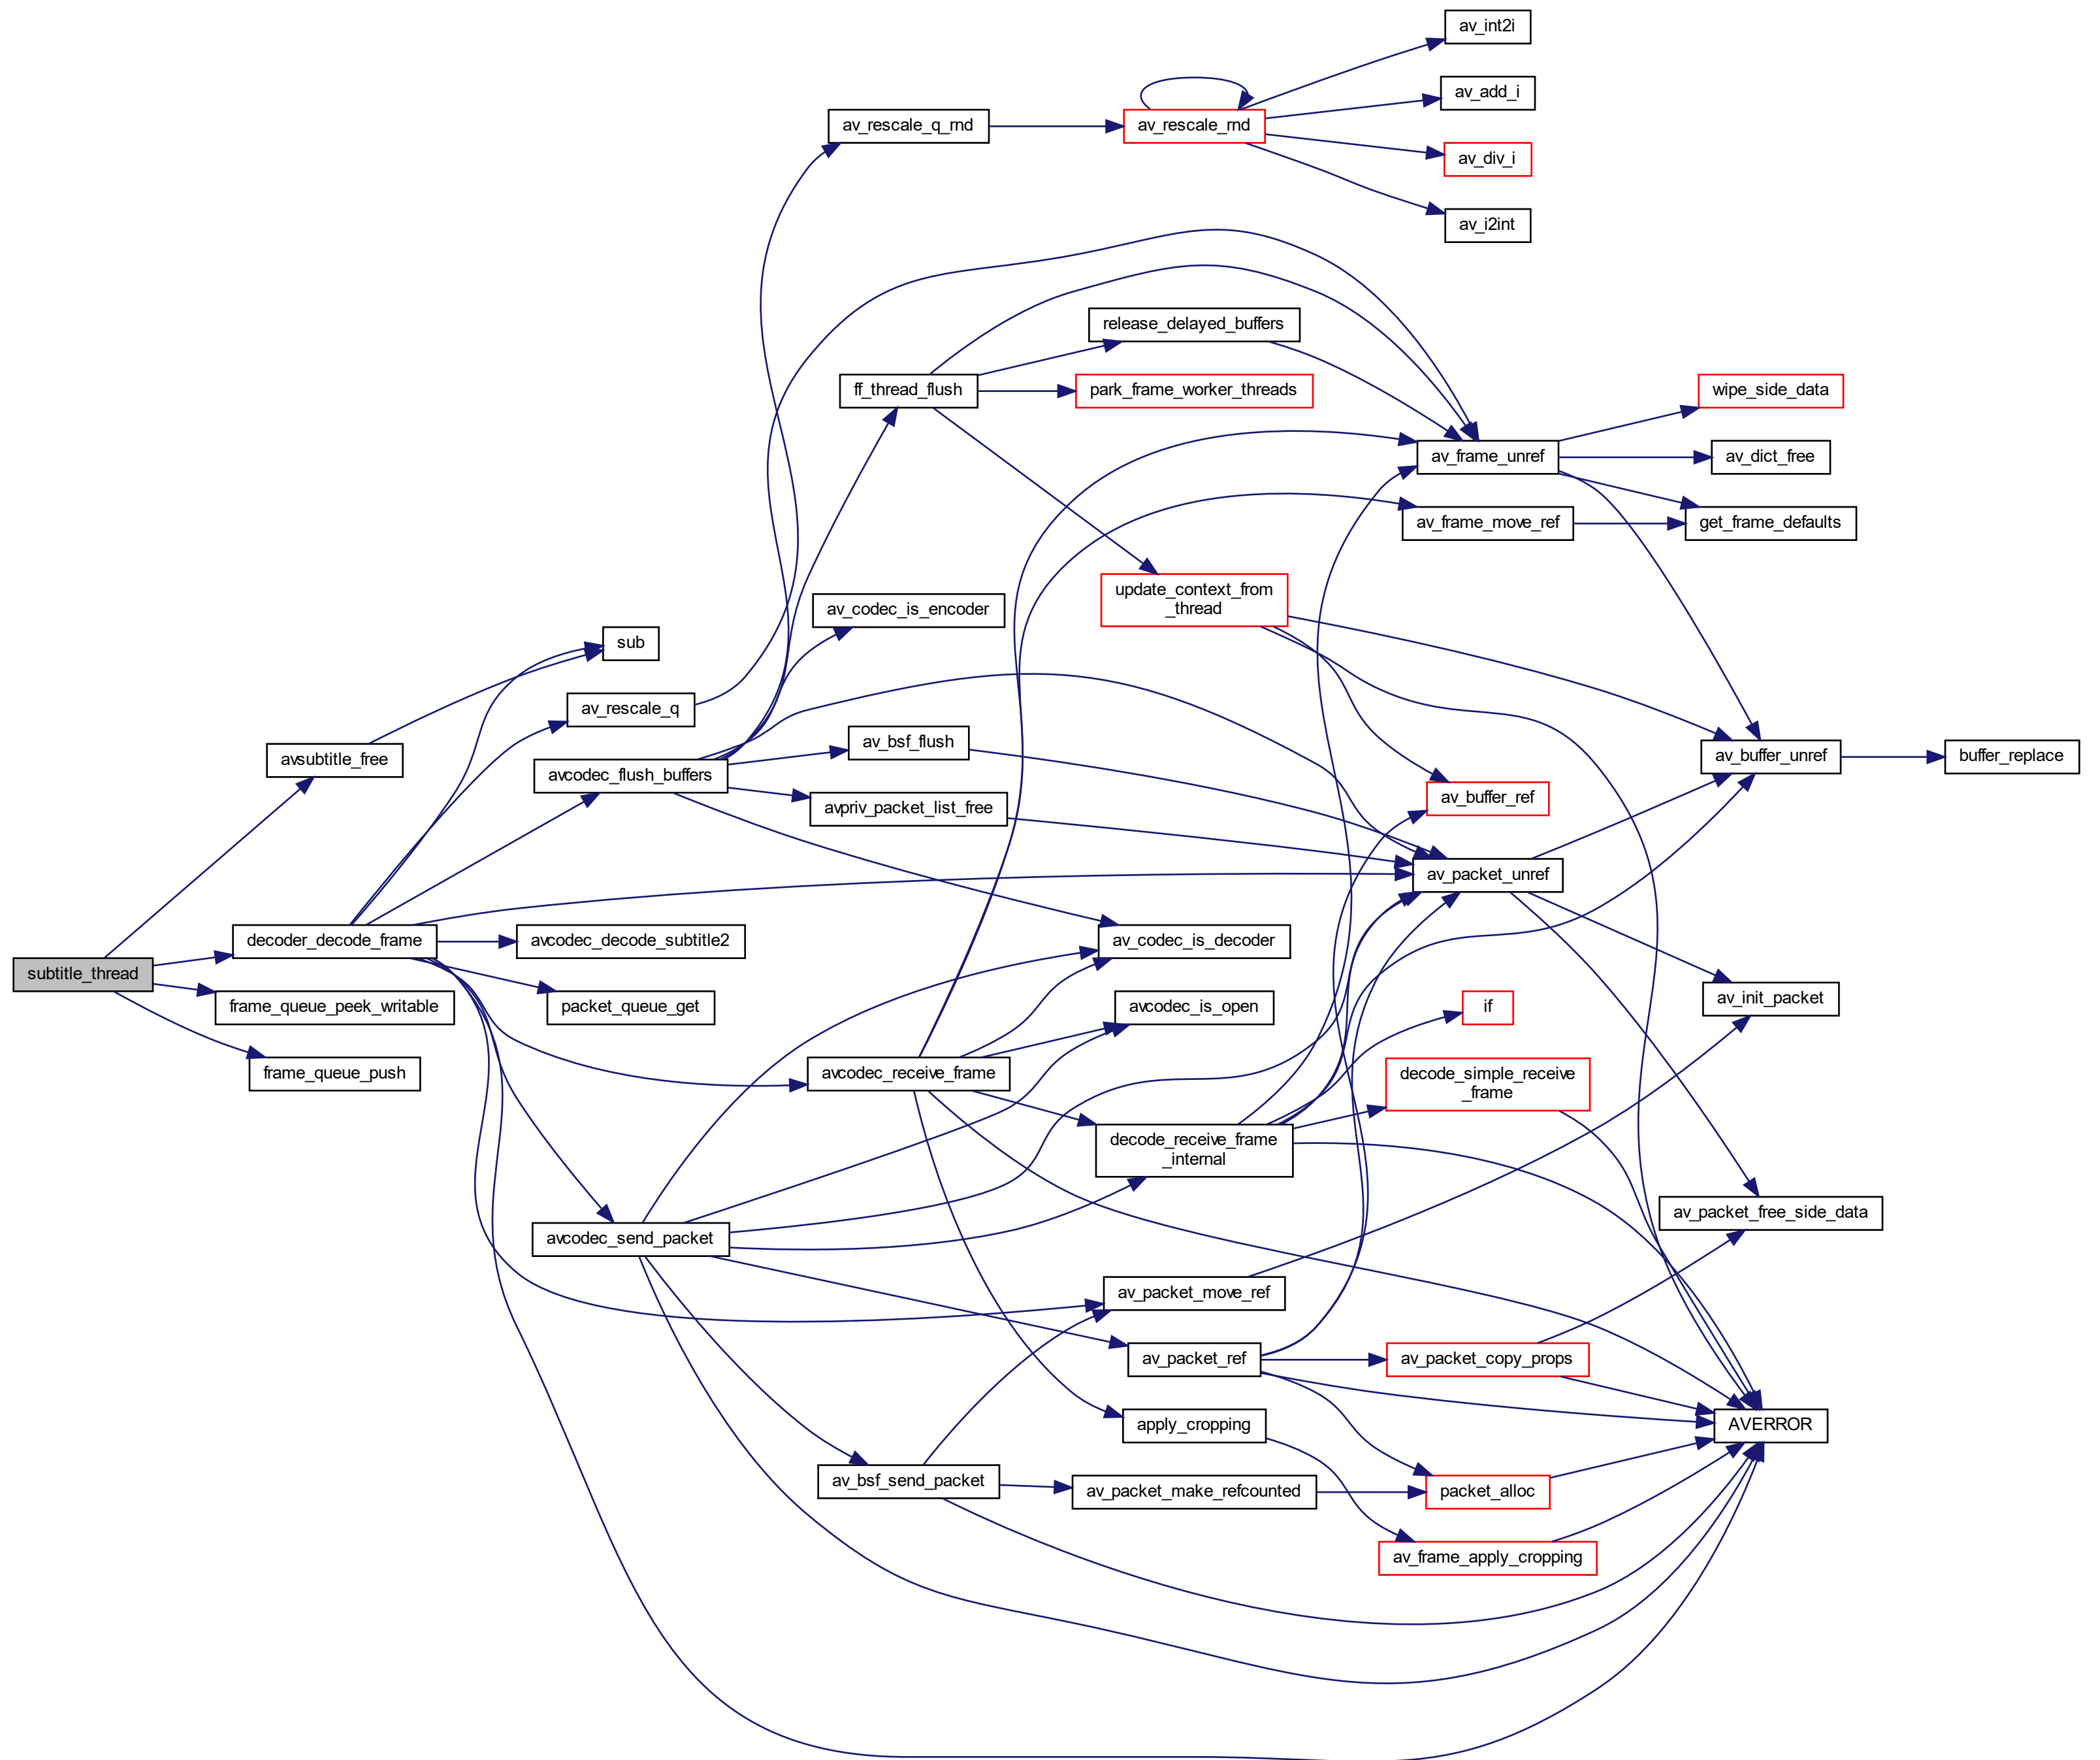 av_int2i
av_add_i
av_rescale_q_rnd
av_rescale_rnd
av_div_i
av_i2int
release_delayed_buffers
ff_thread_flush
park_frame_worker_threads
wipe_side_data
av_frame_unref
av_dict_free
av_frame_move_ref
get_frame_defaults
update_context_from
_thread
av_codec_is_encoder
sub
av_rescale_q
avsubtitle_free
av_bsf_flush
av_buffer_unref
buffer_replace
avcodec_flush_buffers
av_buffer_ref
avpriv_packet_list_free
av_packet_unref
decoder_decode_frame
avcodec_decode_subtitle2
av_codec_is_decoder
subtitle_thread
frame_queue_peek_writable
packet_queue_get
avcodec_is_open
if
av_init_packet
frame_queue_push
avcodec_receive_frame
decode_simple_receive
_frame
decode_receive_frame
_internal
av_packet_free_side_data
avcodec_send_packet
av_packet_move_ref
av_packet_ref
av_packet_copy_props
apply_cropping
AVERROR
av_bsf_send_packet
av_packet_make_refcounted
packet_alloc
av_frame_apply_cropping